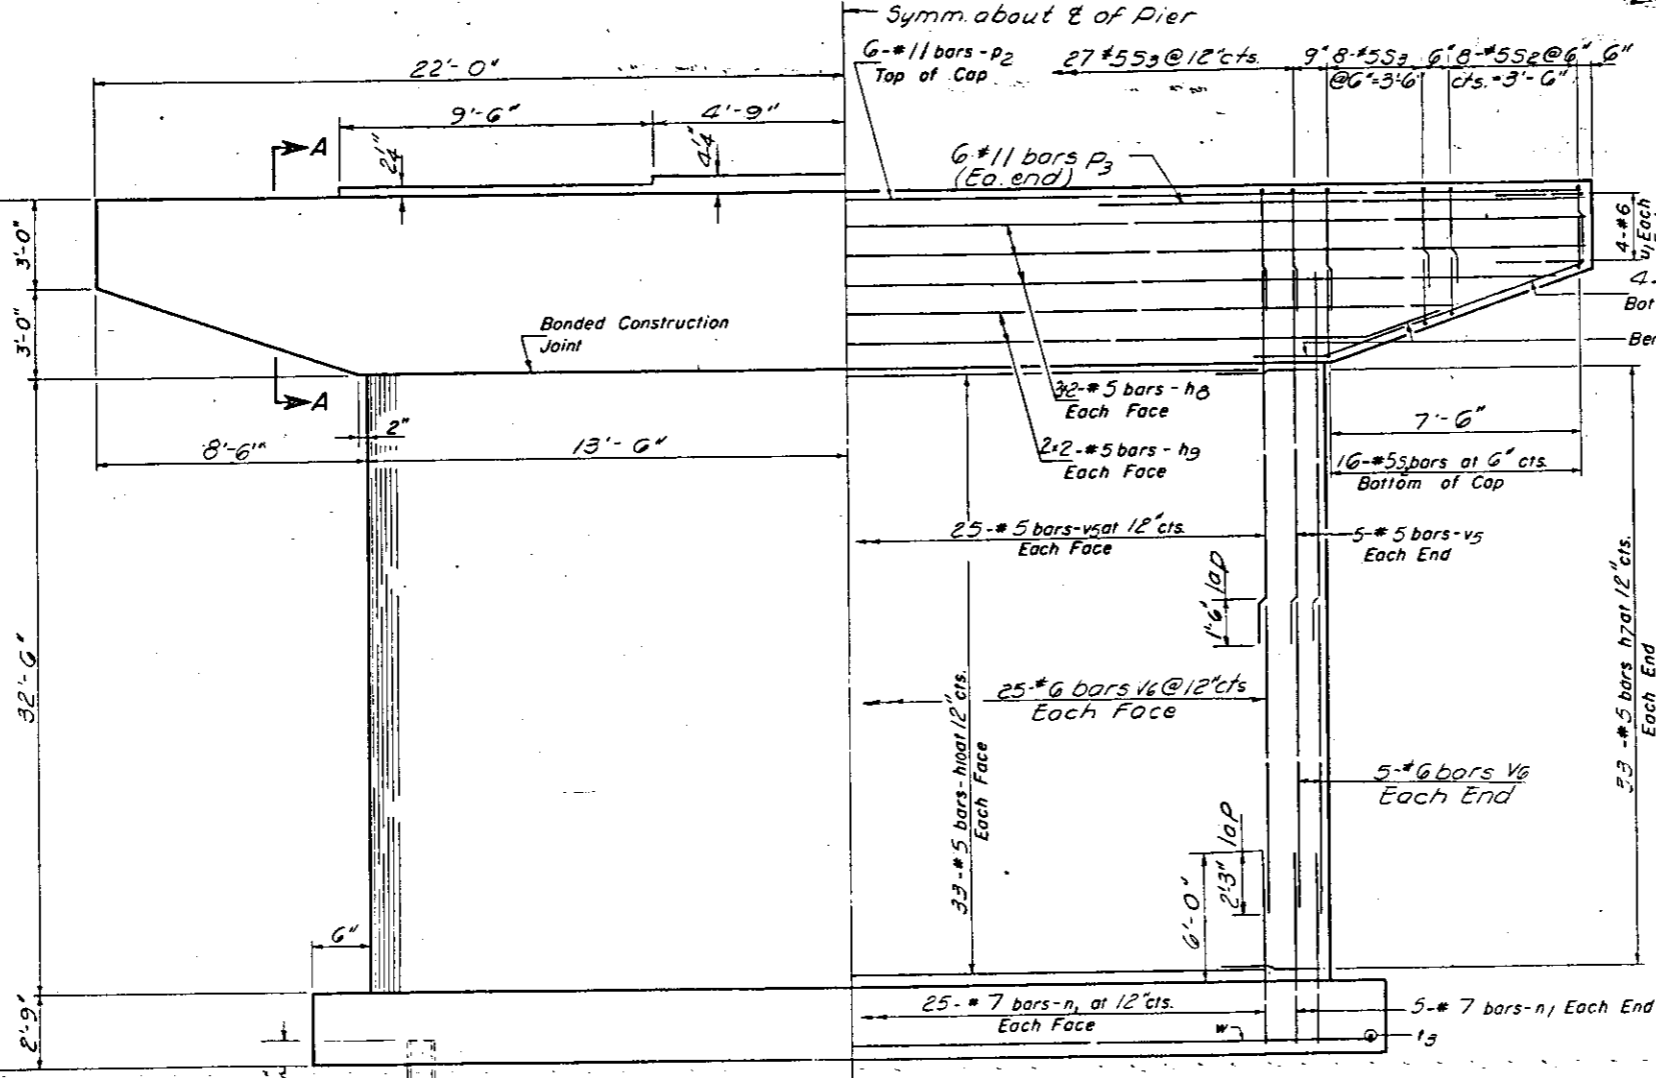 Symm. about ℄ of Pier
6-#11 bars-P2
Top of Cap
27 #5S3 @ 12"cts.
9"
8-#5S3
@6"=3'-6"
6"
8-#5S2@6"
cts.=3'-6"
6"
22'-0"
9'-6"
4'-9"
A
2¼"
4¼"
6-#11 bars P3
(Ea. end)
4-#6
u1 Each
3'-0"
3'-0"
4-
Bot
Ber
Bonded Construction
Joint
A
2"
8'-6"
13'-6"
32-#5 bars-h8
Each Face
2x2-#5 bars-h9
Each Face
7'-6"
16-#5S bars at 6" cts.
Bottom of Cap
25-#5 bars-v5 at 12"cts.
Each Face
5-#5 bars-v5
Each End
1'-6" lap
32'-6"
33-#5 bars-h10 at 12"cts.
Each Face
25-#6 bars V6 @ 12"cts
Each Face
33-#5 bars h7 at 12"cts.
Each End
5-#6 bars V6
Each End
2'-3" lap
6'-0"
6"
2'-9"
25-#7 bars-n, at 12"cts.
Each Face
5-#7 bars-n1 Each End
w
t3